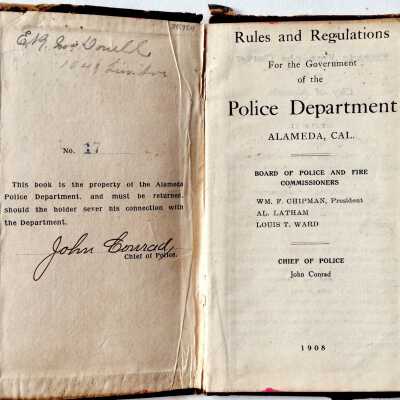 No. 17
This book is the property of the Alameda
Police Department, and must be returned
should the holder sever his connection with
the Department.
John Conrad
Chief of Police.
Rules and Regulations
For the Government
of the
Police Department
ALAMEDA, CAL.
BOARD OF POLICE AND FIRE
COMMISSIONERS
WM. F. CHIPMAN, President
AL. LATHAM
LOUIS T. WARD
CHIEF OF POLICE
John Conrad
1908